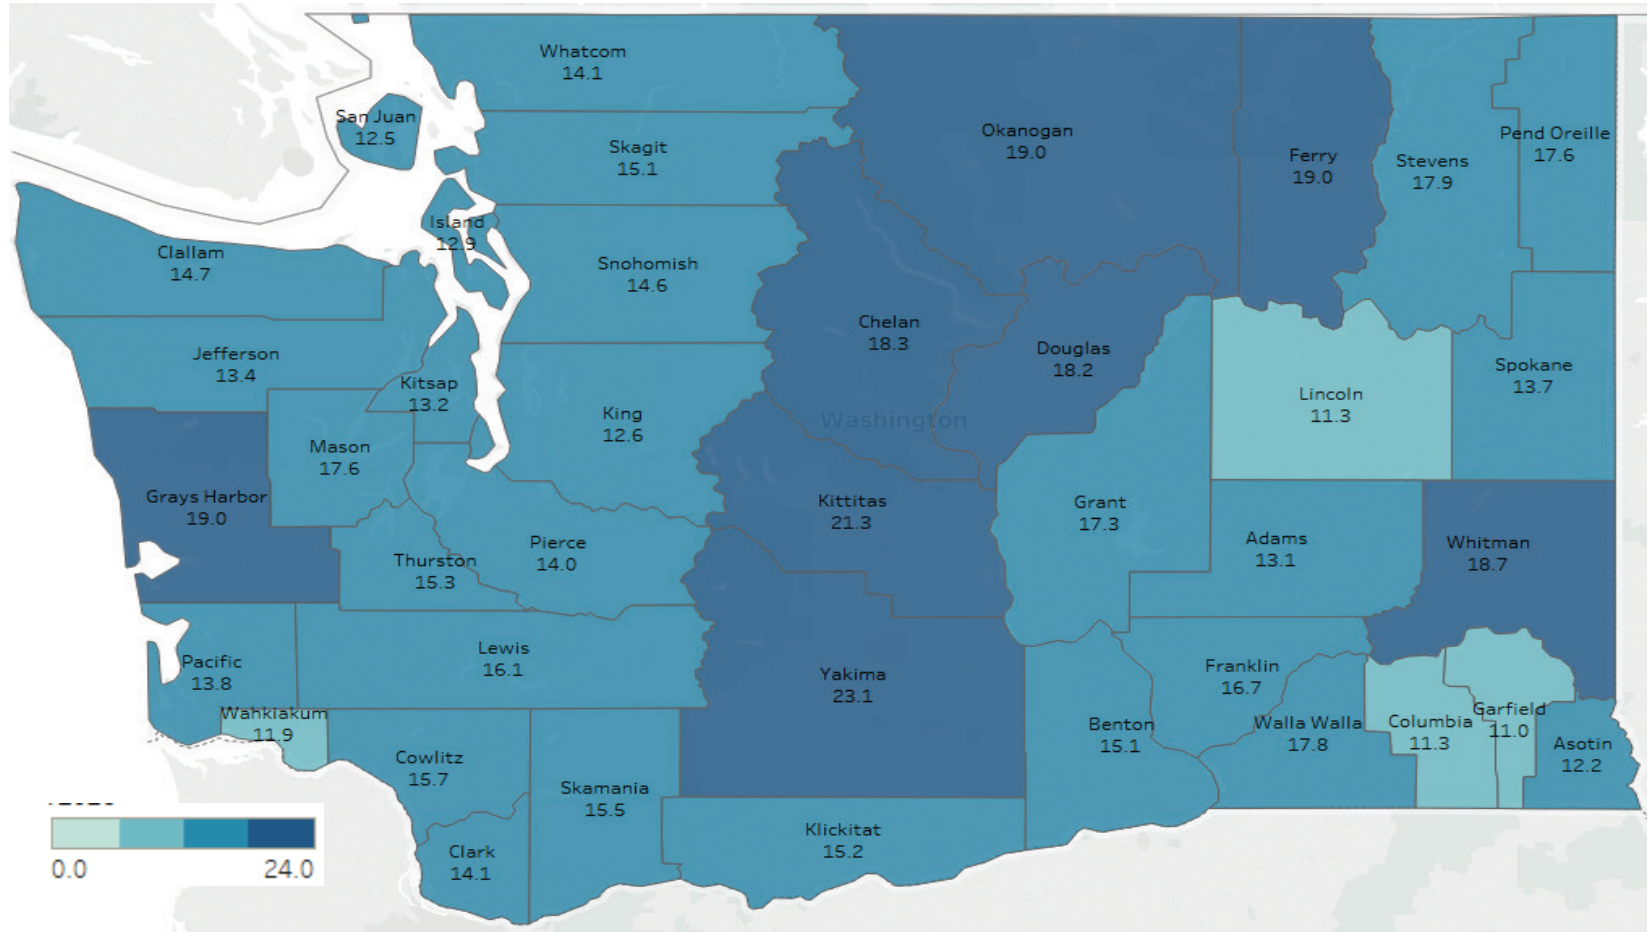 Whatcom
14.1
San Juan
12.5
Skagit
15.1
Okanogan
19.0
Ferry
19.0
Stevens
17.9
Pend Oreille
17.6
Island
12.9
Clallam
14.7
Snohomish
14.6
Chelan
18.3
Douglas
18.2
Jefferson
13.4
Kitsap
13.2
King
12.6
Washington
Lincoln
11.3
Spokane
13.7
Mason
17.6
Grays Harbor
19.0
Kittitas
21.3
Grant
17.3
Adams
13.1
Whitman
18.7
Thurston
15.3
Pierce
14.0
Pacific
13.8
Lewis
16.1
Yakima
23.1
Franklin
16.7
Wahkiakum
11.9
Cowlitz
15.7
Skamania
15.5
Benton
15.1
Walla Walla
17.8
Columbia
11.3
Garfield
11.0
Asotin
12.2
Clark
14.1
Klickitat
15.2
0.0
24.0